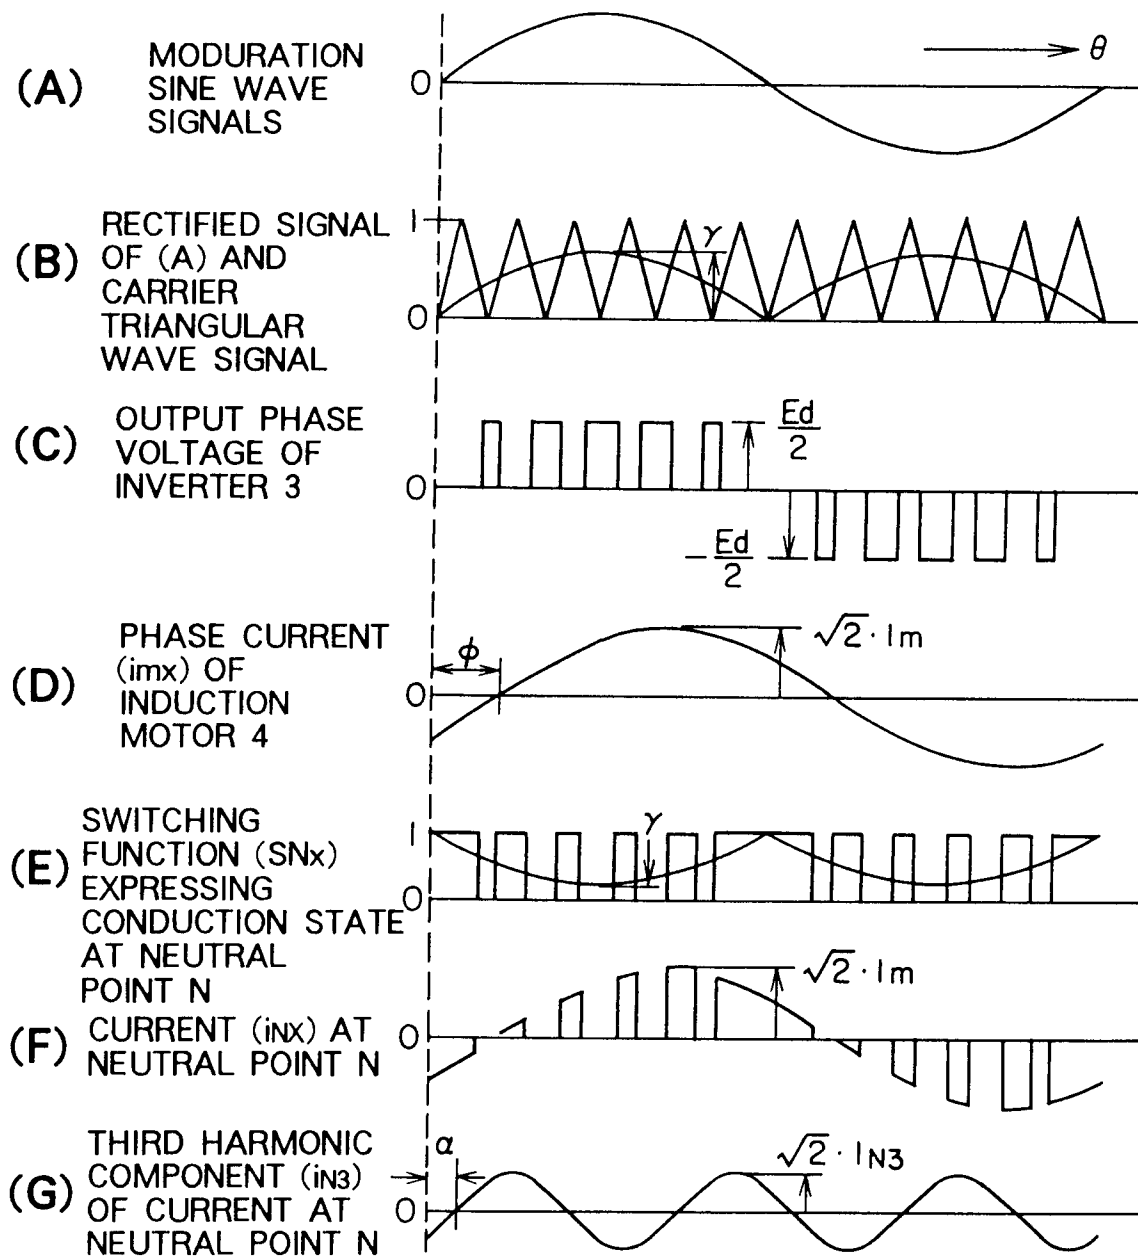 (A) MODURATION
SINE WAVE
SIGNALS
0
θ
(B) RECTIFIED SIGNAL
OF (A) AND
CARRIER
TRIANGULAR
WAVE SIGNAL
1
0
γ
(C) OUTPUT PHASE
VOLTAGE OF
INVERTER 3
0
Ed/2
-Ed/2
(D) PHASE CURRENT
(imx) OF
INDUCTION
MOTOR 4
0
ϕ
√2·Im
(E) SWITCHING
FUNCTION (SNx)
EXPRESSING
CONDUCTION STATE
AT NEUTRAL
POINT N
1
0
γ
(F) CURRENT (iNX) AT
NEUTRAL POINT N
0
√2·Im
(G) THIRD HARMONIC
COMPONENT (iN3)
OF CURRENT AT
NEUTRAL POINT N
0
α
√2·IN3